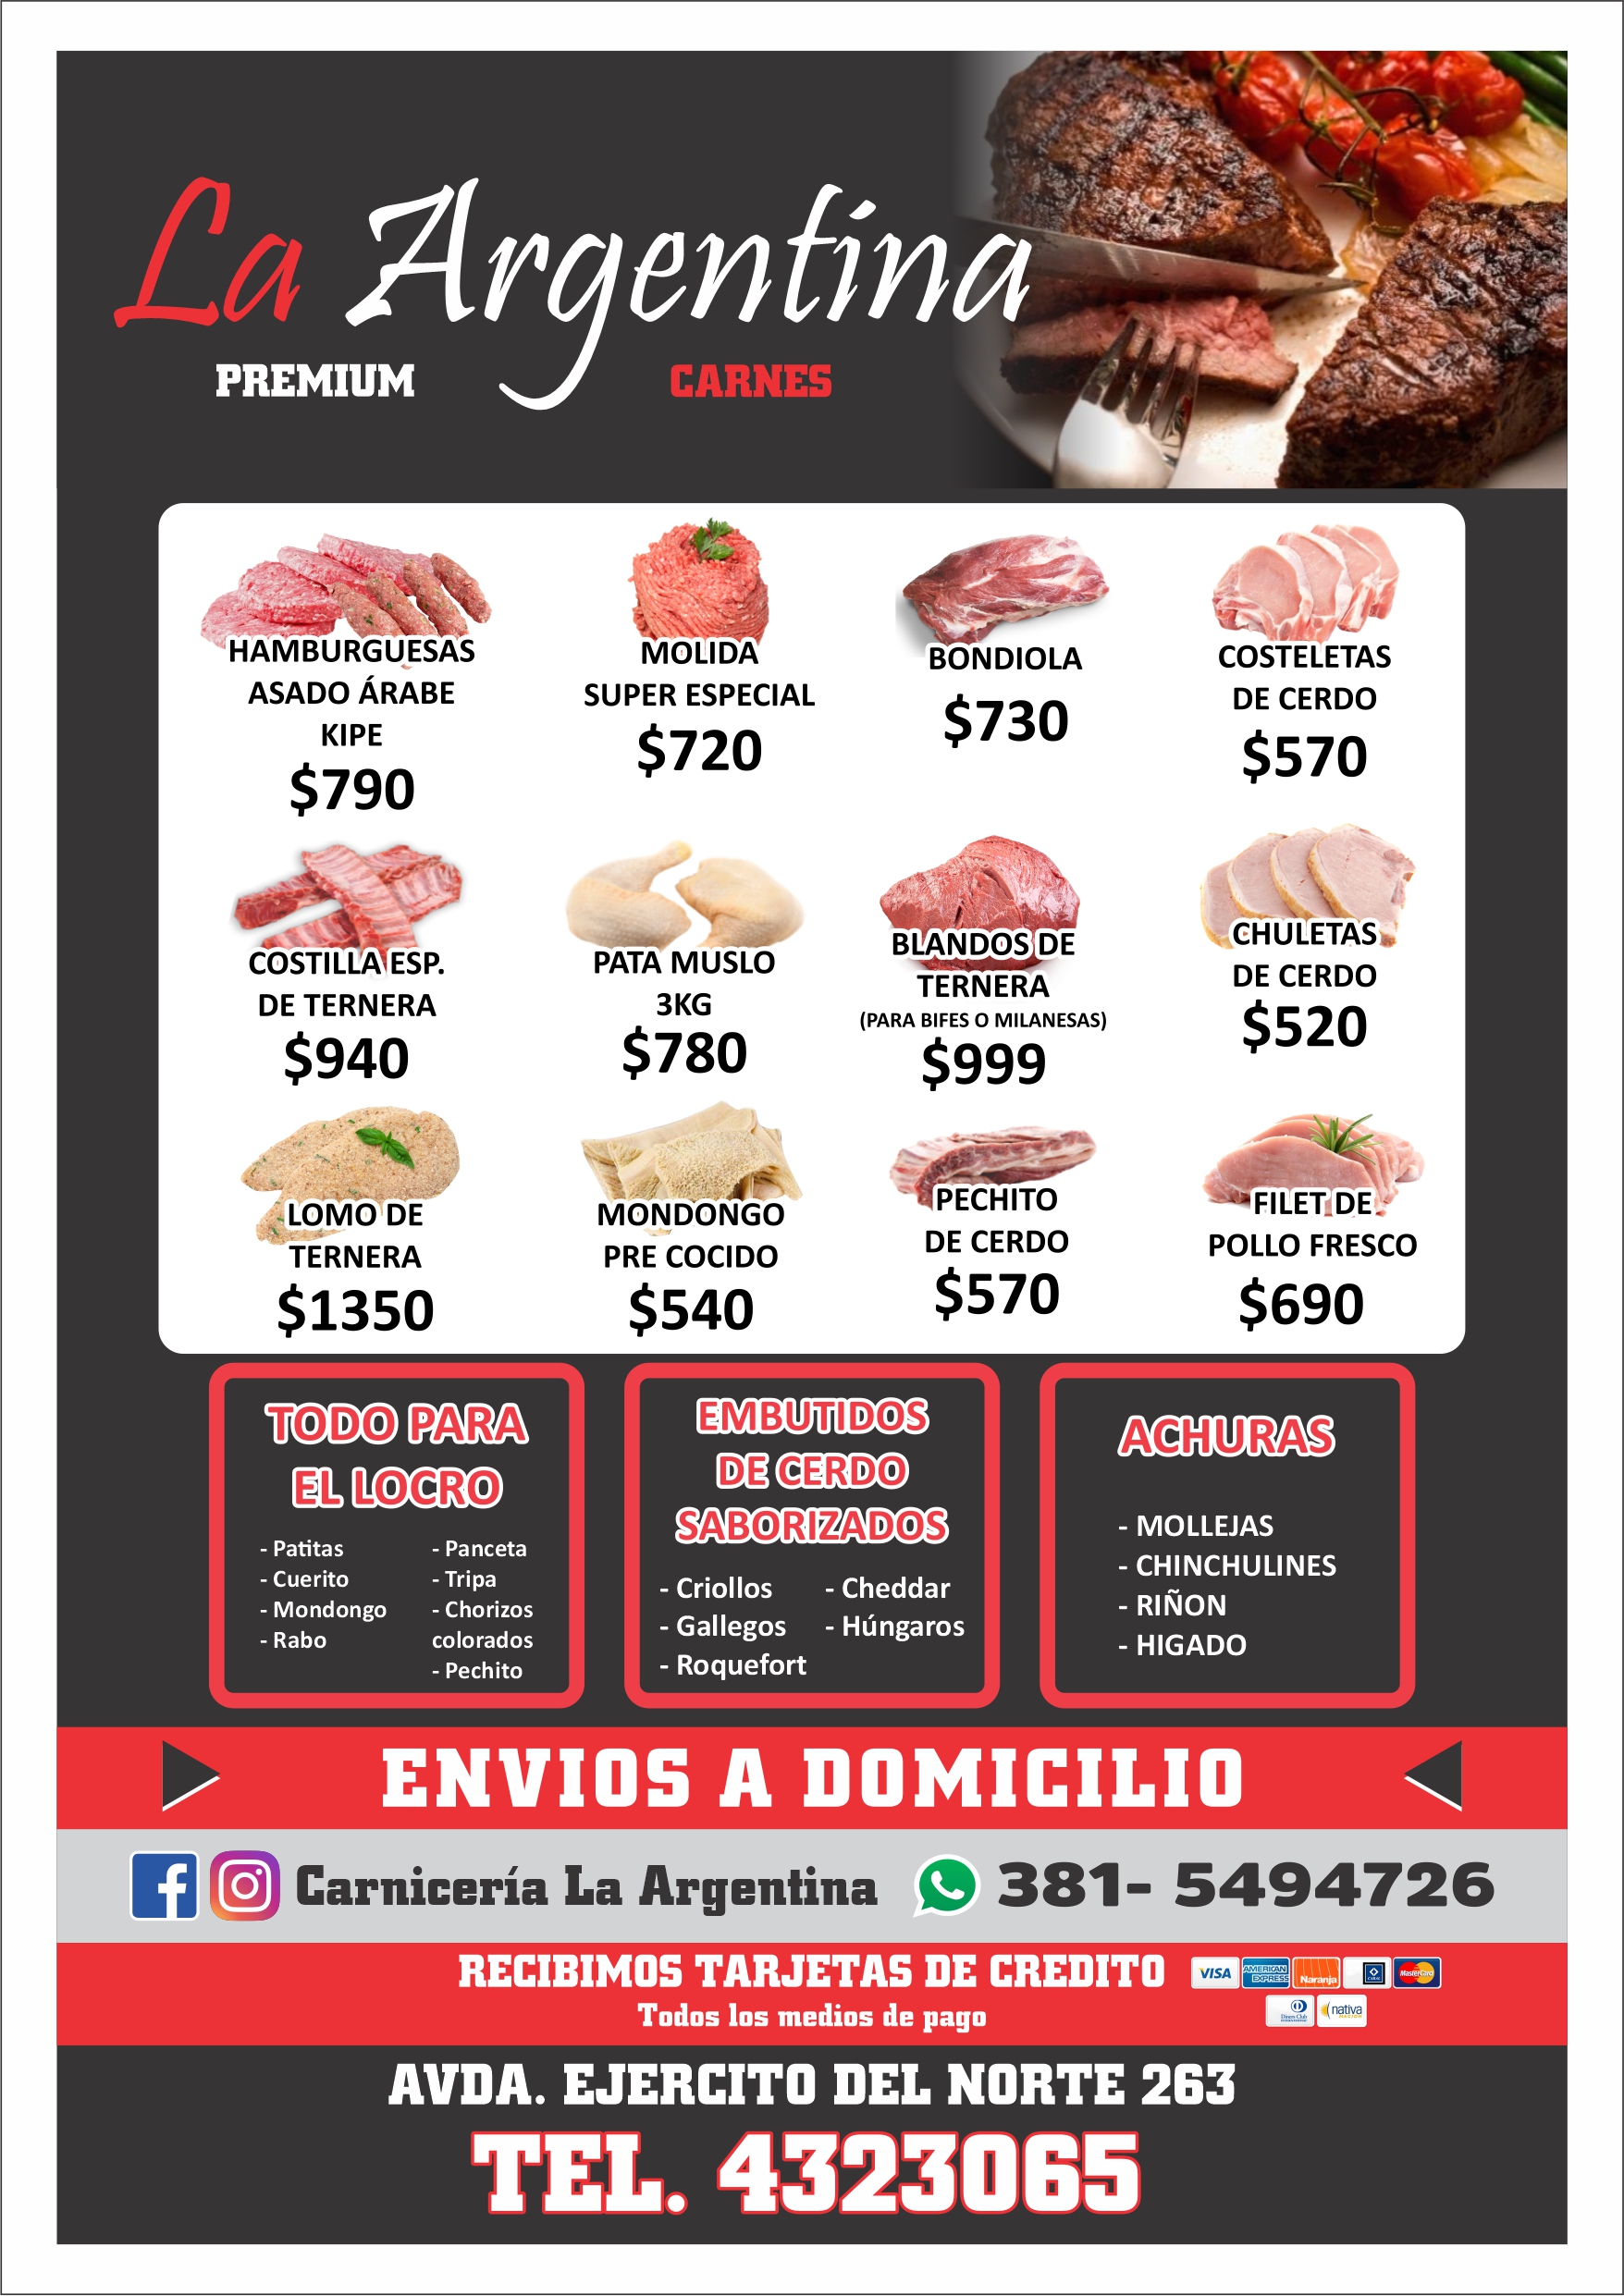 La Argentina
PREMIUM CARNES
HAMBURGUESAS
ASADO ÁRABE
KIPE
$790
MOLIDA
SUPER ESPECIAL
$720
BONDIOLA
$730
COSTELETAS
DE CERDO
$570
COSTILLA ESP.
DE TERNERA
$940
PATA MUSLO
3KG
$780
BLANDOS DE
TERNERA
(PARA BIFES O MILANESAS)
$999
CHULETAS
DE CERDO
$520
LOMO DE
TERNERA
$1350
MONDONGO
PRE COCIDO
$540
PECHITO
DE CERDO
$570
FILET DE
POLLO FRESCO
$690
TODO PARA
EL LOCRO
- Patitas
- Cuerito
- Mondongo
- Rabo
- Panceta
- Tripa
- Chorizos
colorados
- Pechito
EMBUTIDOS
DE CERDO
SABORIZADOS
- Criollos
- Gallegos
- Roquefort
- Cheddar
- Húngaros
ACHURAS
- MOLLEJAS
- CHINCHULINES
- RIÑON
- HIGADO
ENVIOS A DOMICILIO
Carnicería La Argentina 381- 5494726
RECIBIMOS TARJETAS DE CREDITO
Todos los medios de pago
VISA AMERICAN EXPRESS Naranja CABAL MasterCard
Diners Club nativa
AVDA. EJERCITO DEL NORTE 263
TEL. 4323065